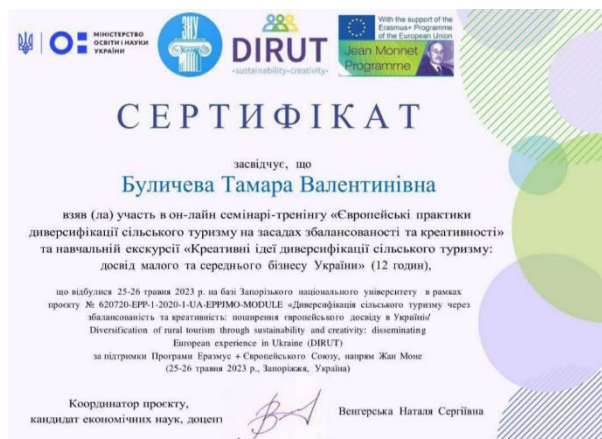 МІНІСТЕРСТВО
ОСВІТИ І НАУКИ
УКРАЇНИ
ЗНУ
DIRUT
•sustainability•creativity•
With the support of the
Erasmus+ Programme
of the European Union
Jean Monnet
Programme
СЕРТИФІКАТ
засвідчує, що
Буличева Тамара Валентинівна
взяв (ла) участь в он-лайн семінарі-тренінгу «Європейські практики
диверсифікації сільського туризму на засадах збалансованості та креативності»
та навчальній екскурсії «Креативні ідеї диверсифікації сільського туризму:
досвід малого та середнього бізнесу України» (12 годин),
що відбулися 25-26 травня 2023 р. на базі Запорізького національного університету в рамках
проєкту № 620720-EPP-1-2020-1-UA-EPPJMO-MODULE «Диверсифікація сільського туризму через
збалансованість та креативність: поширення європейського досвіду в Україні/
Diversification of rural tourism through sustainability and creativity: disseminating
European experience in Ukraine (DIRUT)
за підтримки Програми Еразмус + Європейського Союзу, напрям Жан Моне
(25-26 травня 2023 р., Запоріжжя, Україна)
Координатор проєкту,
кандидат економічних наук, доцент
Венгерська Наталя Сергіївна